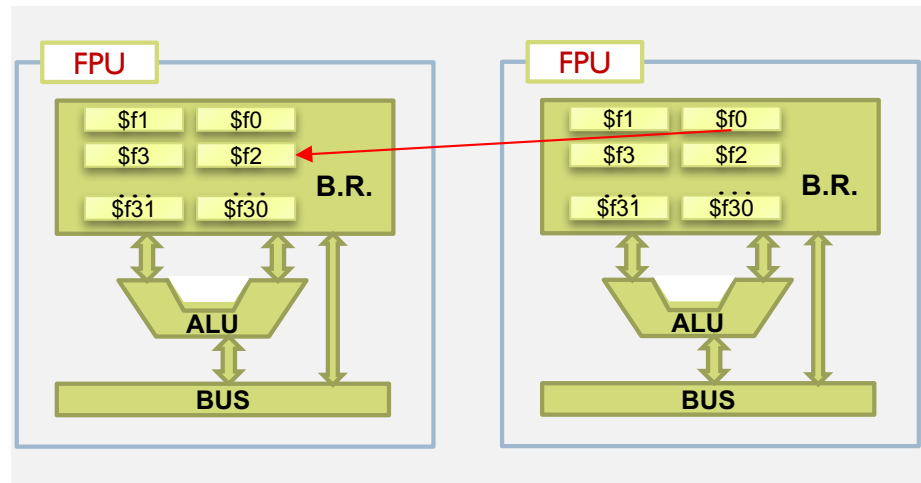 FPU
$f1 $f0
$f3 $f2
B.R.
... ...
$f31 $f30
ALU
BUS
FPU
$f1 $f0
$f3 $f2
B.R.
... ...
$f31 $f30
ALU
BUS